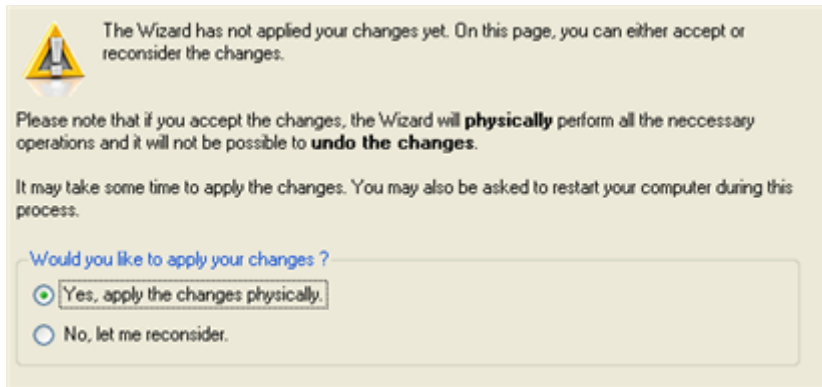 The Wizard has not applied your changes yet. On this page, you can either accept or
reconsider the changes.
Please note that if you accept the changes, the Wizard will physically perform all the neccessary
operations and it will not be possible to undo the changes.
It may take some time to apply the changes. You may also be asked to restart your computer during this
process.
Would you like to apply your changes ?
Yes, apply the changes physically.
No, let me reconsider.